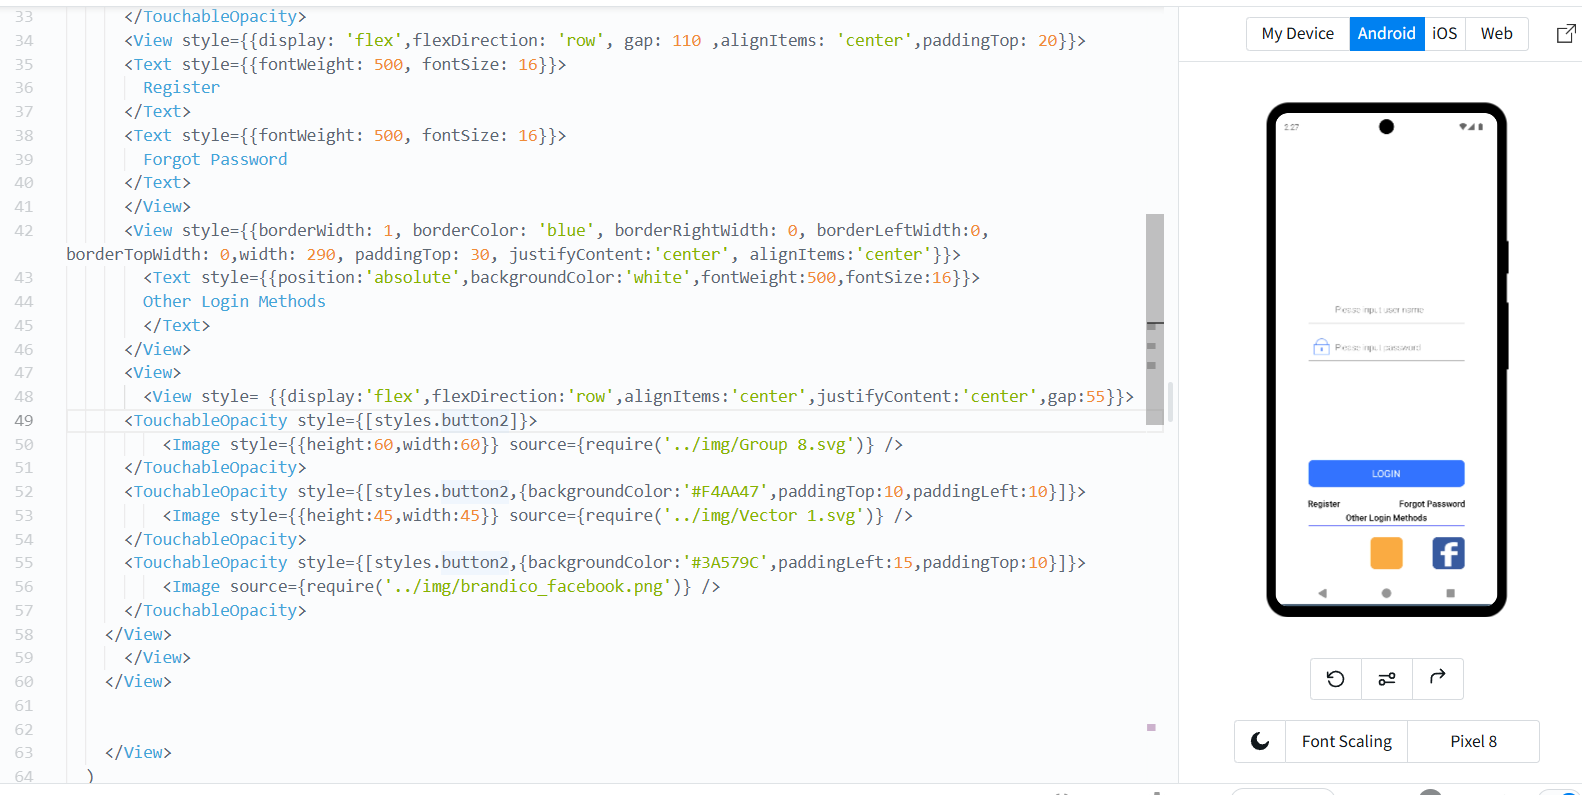 33 </TouchableOpacity>
34 <View style={{display: 'flex',flexDirection: 'row', gap: 110 ,alignItems: 'center',paddingTop: 20}}>
35 <Text style={{fontWeight: 500, fontSize: 16}}>
36 Register
37 </Text>
38 <Text style={{fontWeight: 500, fontSize: 16}}>
39 Forgot Password
40 </Text>
41 </View>
42 <View style={{borderWidth: 1, borderColor: 'blue', borderRightWidth: 0, borderLeftWidth:0,
borderTopWidth: 0,width: 290, paddingTop: 30, justifyContent:'center', alignItems:'center'}}>
43 <Text style={{position:'absolute',backgroundColor:'white',fontWeight:500,fontSize:16}}>
44 Other Login Methods
45 </Text>
46 </View>
47 <View>
48 <View style= {{display:'flex',flexDirection:'row',alignItems:'center',justifyContent:'center',gap:55}}>
49 <TouchableOpacity style={[styles.button2]}>
50 <Image style={{height:60,width:60}} source={require('../img/Group 8.svg')} />
51 </TouchableOpacity>
52 <TouchableOpacity style={[styles.button2,{backgroundColor:'#F4AA47',paddingTop:10,paddingLeft:10}]}>
53 <Image style={{height:45,width:45}} source={require('../img/Vector 1.svg')} />
54 </TouchableOpacity>
55 <TouchableOpacity style={[styles.button2,{backgroundColor:'#3A579C',paddingLeft:15,paddingTop:10}]}>
56 <Image source={require('../img/brandico_facebook.png')} />
57 </TouchableOpacity>
58 </View>
59 </View>
60 </View>
61
62
63 </View>
64 )
My Device Android iOS Web
2:27
Please input user name
Please input password
LOGIN
Register Forgot Password
Other Login Methods
f
Font Scaling Pixel 8